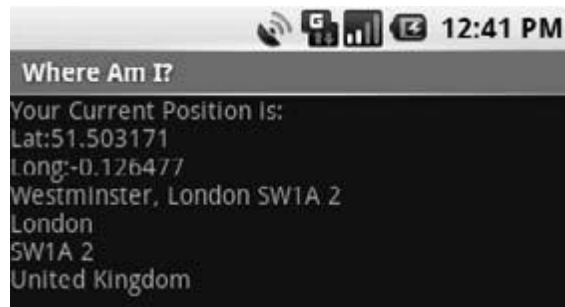 G
12:41 PM
Where Am I?
Your Current Position is:
Lat:51.503171
Long:-0.126477
Westminster, London SW1A 2
London
SW1A 2
United Kingdom